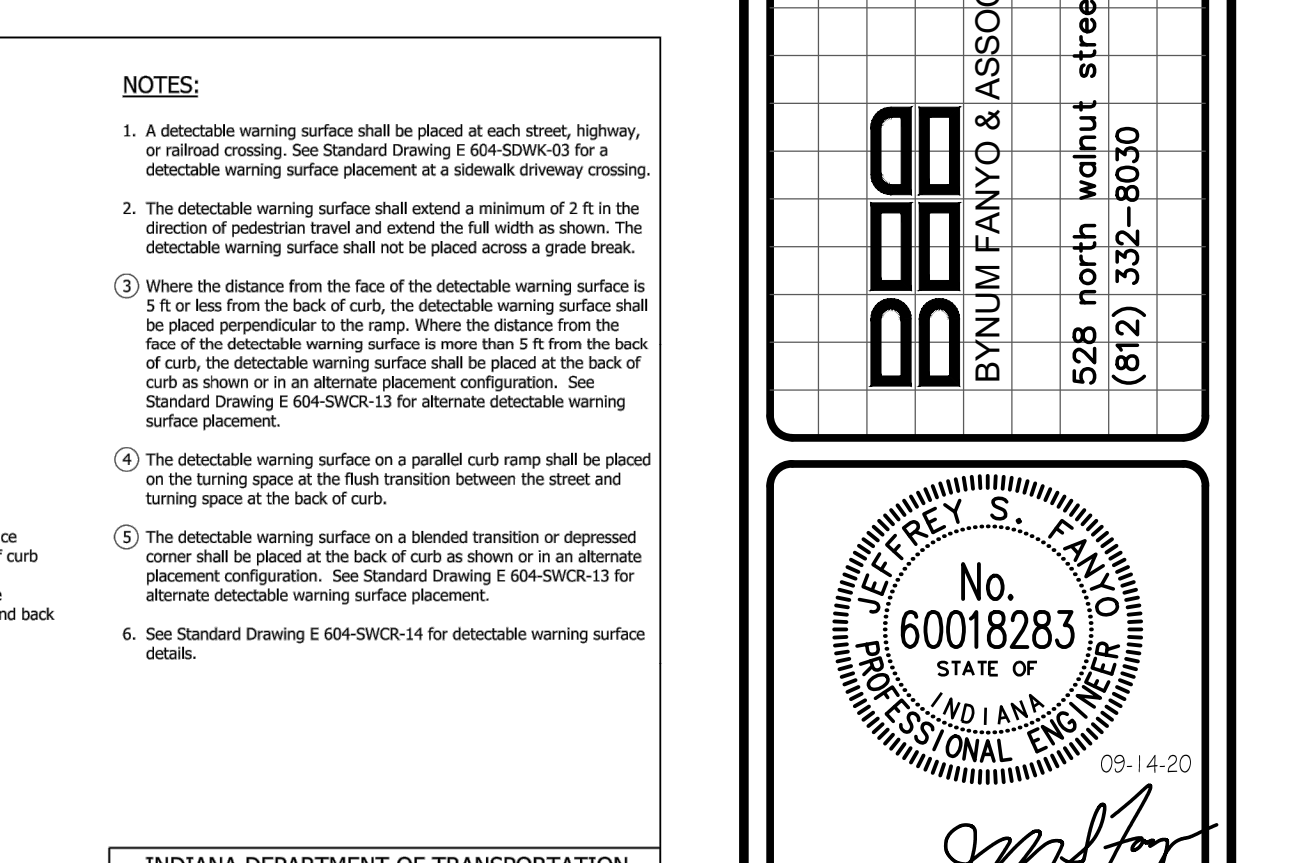 NOTES:
1. A detectable warning surface shall be placed at each street, highway,
or railroad crossing. See Standard Drawing E 604-SDWK-03 for a
detectable warning surface placement at a sidewalk driveway crossing.
2. The detectable warning surface shall extend a minimum of 2 ft in the
direction of pedestrian travel and extend the full width as shown. The
detectable warning surface shall not be placed across a grade break.
3 Where the distance from the face of the detectable warning surface is
5 ft or less from the back of curb, the detectable warning surface shall
be placed perpendicular to the ramp. Where the distance from the
face of the detectable warning surface is more than 5 ft from the back
of curb, the detectable warning surface shall be placed at the back of
curb as shown or in an alternate placement configuration. See
Standard Drawing E 604-SWCR-13 for alternate detectable warning
surface placement.
4 The detectable warning surface on a parallel curb ramp shall be placed
on the turning space at the flush transition between the street and
turning space at the back of curb.
5 The detectable warning surface on a blended transition or depressed
corner shall be placed at the back of curb as shown or in an alternate
placement configuration. See Standard Drawing E 604-SWCR-13 for
alternate detectable warning surface placement.
6. See Standard Drawing E 604-SWCR-14 for detectable warning surface
details.
curb
back
INDIANA DEPARTMENT OF TRANSPORTATION
BYNUM FANYO & ASSOC
528 north walnut stree
(812) 332-8030
JEFFREY S. FANYO
No.
60018283
STATE OF
INDIANA
PROFESSIONAL ENGINEER
09-14-20